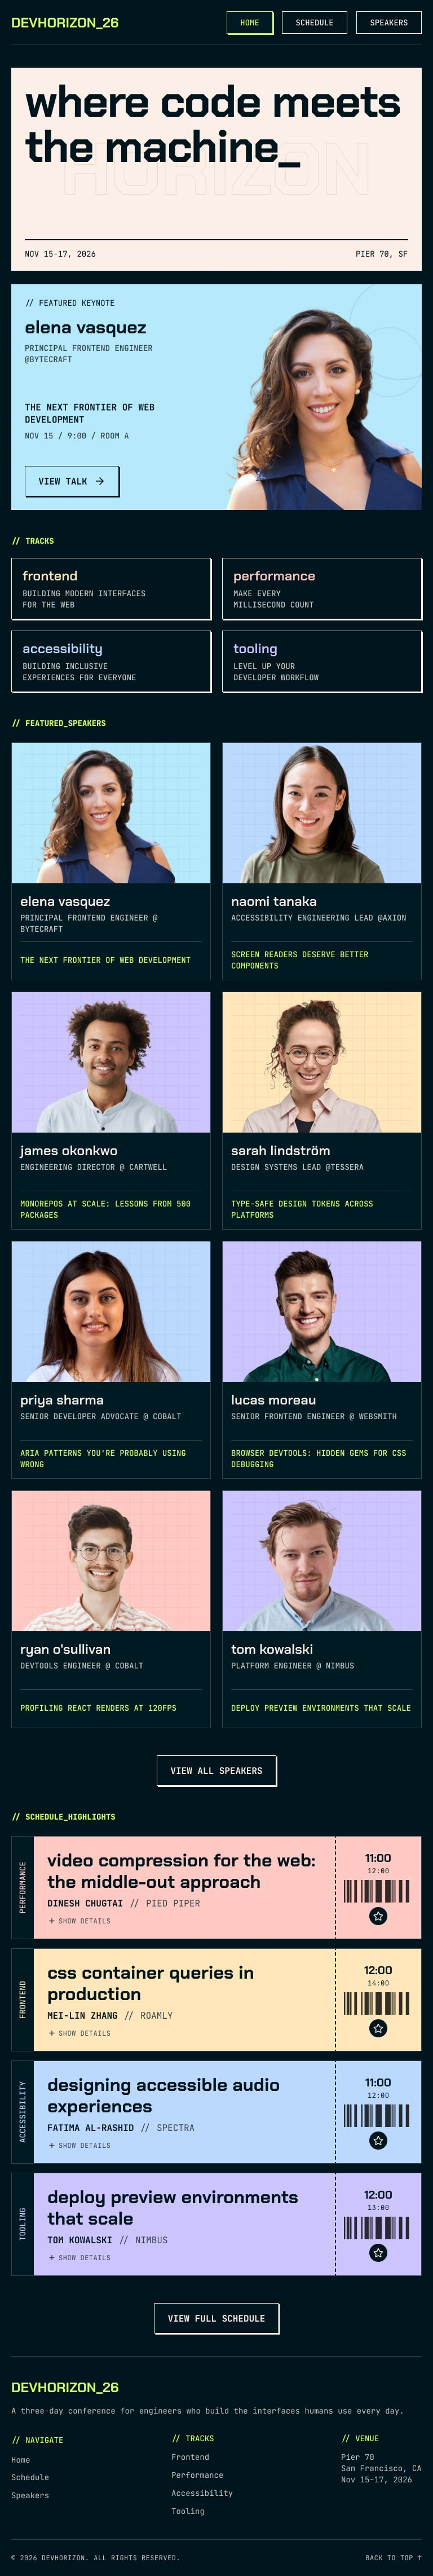 DEVHORIZON_26
HOME
SCHEDULE
SPEAKERS
where code meets
the machine_
HORIZON
NOV 15-17, 2026
PIER 70, SF
// FEATURED KEYNOTE
elena vasquez
PRINCIPAL FRONTEND ENGINEER
@BYTECRAFT
THE NEXT FRONTIER OF WEB
DEVELOPMENT
NOV 15 / 9:00 / ROOM A
VIEW TALK →
// TRACKS
frontend
BUILDING MODERN INTERFACES
FOR THE WEB
performance
MAKE EVERY
MILLISECOND COUNT
accessibility
BUILDING INCLUSIVE
EXPERIENCES FOR EVERYONE
tooling
LEVEL UP YOUR
DEVELOPER WORKFLOW
// FEATURED_SPEAKERS
elena vasquez
PRINCIPAL FRONTEND ENGINEER @
BYTECRAFT
THE NEXT FRONTIER OF WEB DEVELOPMENT
naomi tanaka
ACCESSIBILITY ENGINEERING LEAD @AXION
SCREEN READERS DESERVE BETTER
COMPONENTS
james okonkwo
ENGINEERING DIRECTOR @ CARTWELL
MONOREPOS AT SCALE: LESSONS FROM 500
PACKAGES
sarah lindström
DESIGN SYSTEMS LEAD @TESSERA
TYPE-SAFE DESIGN TOKENS ACROSS
PLATFORMS
priya sharma
SENIOR DEVELOPER ADVOCATE @ COBALT
ARIA PATTERNS YOU'RE PROBABLY USING
WRONG
lucas moreau
SENIOR FRONTEND ENGINEER @ WEBSMITH
BROWSER DEVTOOLS: HIDDEN GEMS FOR CSS
DEBUGGING
ryan o'sullivan
DEVTOOLS ENGINEER @ COBALT
PROFILING REACT RENDERS AT 120FPS
tom kowalski
PLATFORM ENGINEER @ NIMBUS
DEPLOY PREVIEW ENVIRONMENTS THAT SCALE
VIEW ALL SPEAKERS
// SCHEDULE_HIGHLIGHTS
PERFORMANCE
video compression for the web:
the middle-out approach
DINESH CHUGTAI // PIED PIPER
+ SHOW DETAILS
11:00
12:00
FRONTEND
css container queries in
production
MEI-LIN ZHANG // ROAMLY
+ SHOW DETAILS
12:00
14:00
ACCESSIBILITY
designing accessible audio
experiences
FATIMA AL-RASHID // SPECTRA
+ SHOW DETAILS
11:00
12:00
TOOLING
deploy preview environments
that scale
TOM KOWALSKI // NIMBUS
+ SHOW DETAILS
12:00
13:00
VIEW FULL SCHEDULE
DEVHORIZON_26
A three-day conference for engineers who build the interfaces humans use every day.
// NAVIGATE
Home
Schedule
Speakers
// TRACKS
Frontend
Performance
Accessibility
Tooling
// VENUE
Pier 70
San Francisco, CA
Nov 15-17, 2026
© 2026 DEVHORIZON. ALL RIGHTS RESERVED.
BACK TO TOP ↑